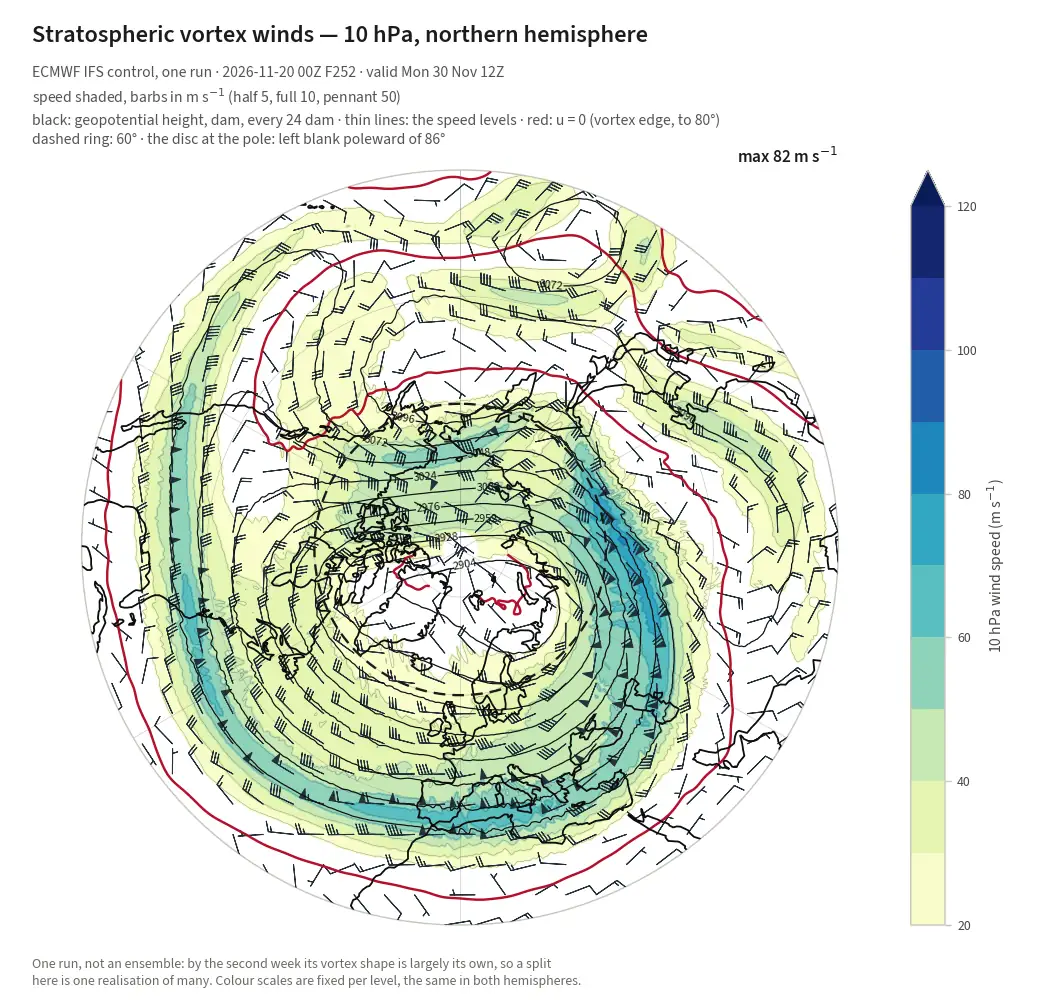 Stratospheric vortex winds — 10 hPa, northern hemisphere
ECMWF IFS control, one run · 2026-11-20 00Z F252 · valid Mon 30 Nov 12Z
speed shaded, barbs in m s⁻¹ (half 5, full 10, pennant 50)
black: geopotential height, dam, every 24 dam · thin lines: the speed levels · red: u = 0 (vortex edge, to 80°)
dashed ring: 60° · the disc at the pole: left blank poleward of 86°
max 82 m s⁻¹
120
100
80
60
40
20
10 hPa wind speed (m s⁻¹)
3072
3096
3072
3024
2976
2928
2904
One run, not an ensemble: by the second week its vortex shape is largely its own, so a split
here is one realisation of many. Colour scales are fixed per level, the same in both hemispheres.